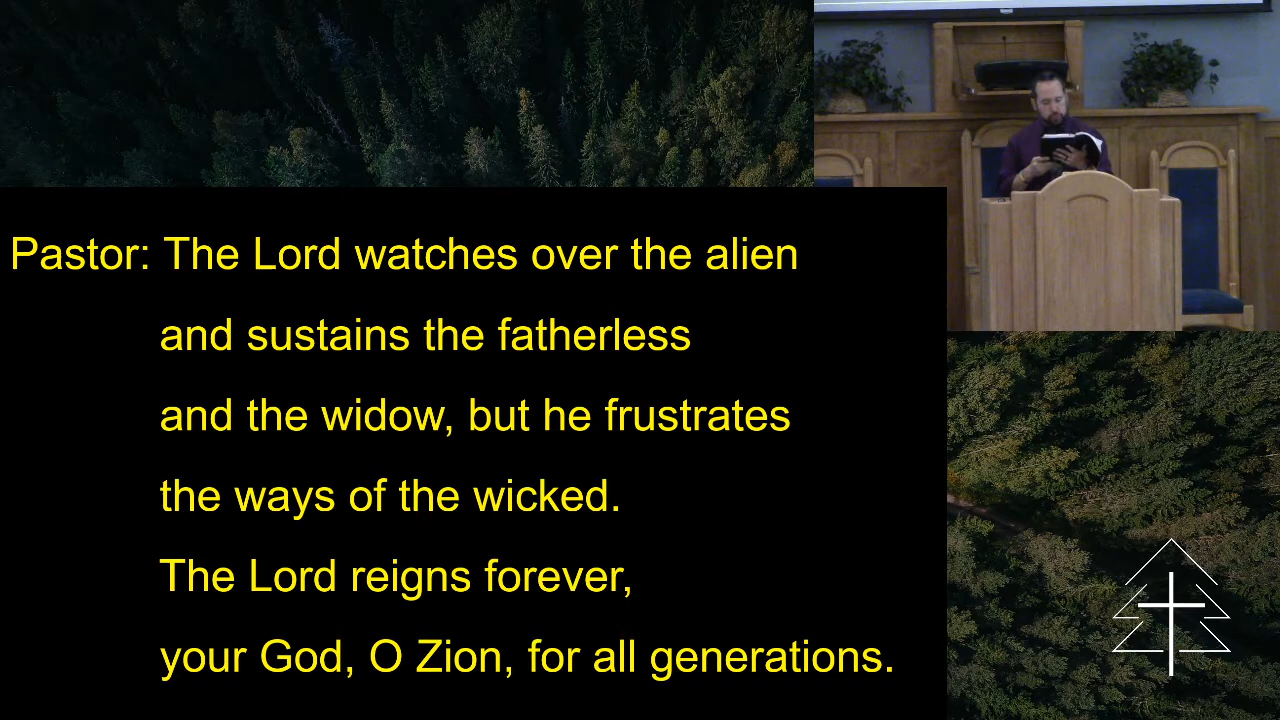 Pastor: The Lord watches over the alien
and sustains the fatherless
and the widow, but he frustrates
the ways of the wicked.
The Lord reigns forever,
your God, O Zion, for all generations.